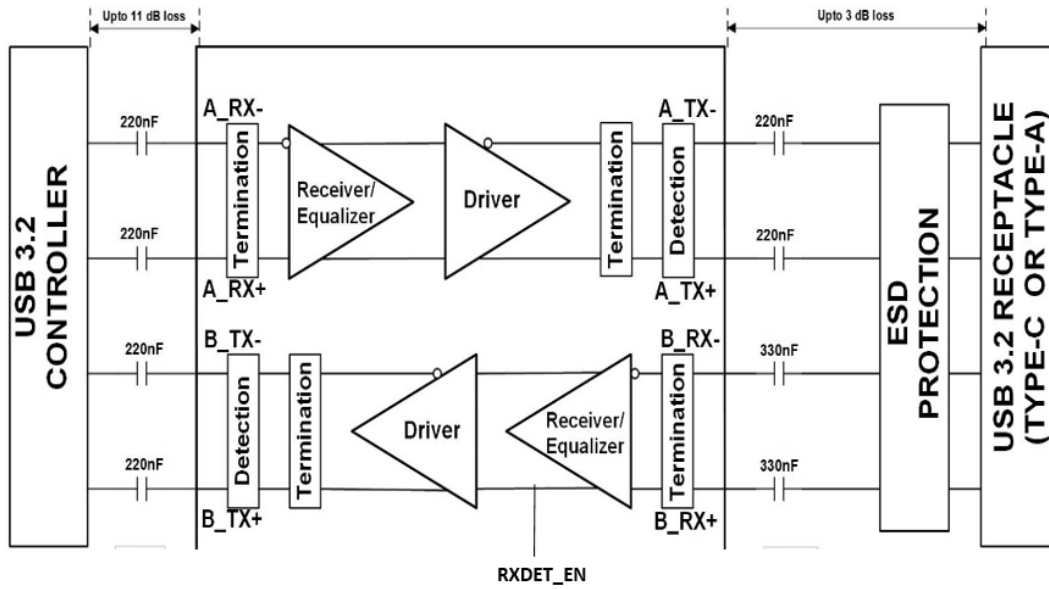 Upto 11 dB loss
Upto 3 dB loss
USB 3.2
CONTROLLER
220nF
220nF
220nF
220nF
A_RX-
Termination
A_RX+
Receiver/
Equalizer
Driver
Termination
A_TX-
Detection
A_TX+
B_TX-
Detection
B_TX+
Termination
Driver
Receiver/
Equalizer
B_RX-
Termination
B_RX+
220nF
220nF
330nF
330nF
ESD
PROTECTION
USB 3.2 RECEPTACLE
(TYPE-C OR TYPE-A)
RXDET_EN